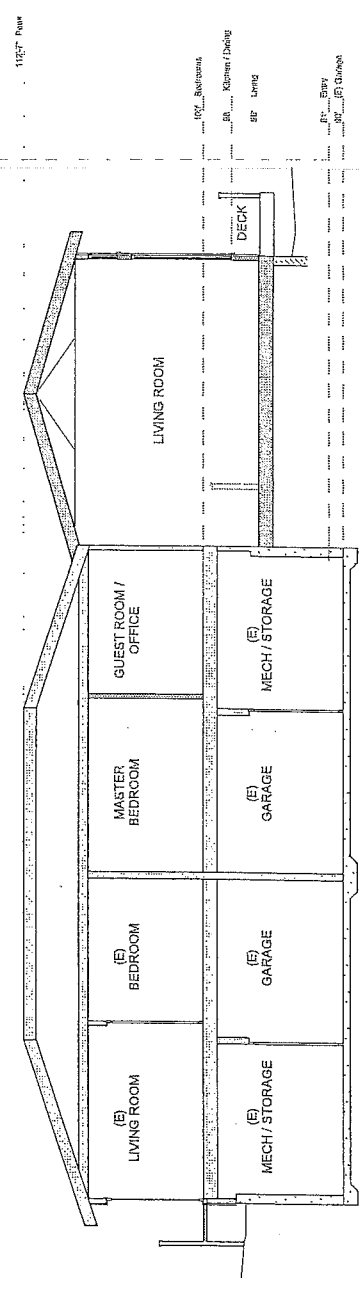 (E)
LIVING ROOM
(E)
BEDROOM
MASTER
BEDROOM
GUEST ROOM /
OFFICE
LIVING ROOM
DECK
(E)
MECH / STORAGE
(E)
GARAGE
(E)
GARAGE
(E)
MECH / STORAGE
Bedrooms
Kitchen / Dining
Living
Entry
(E) Garage